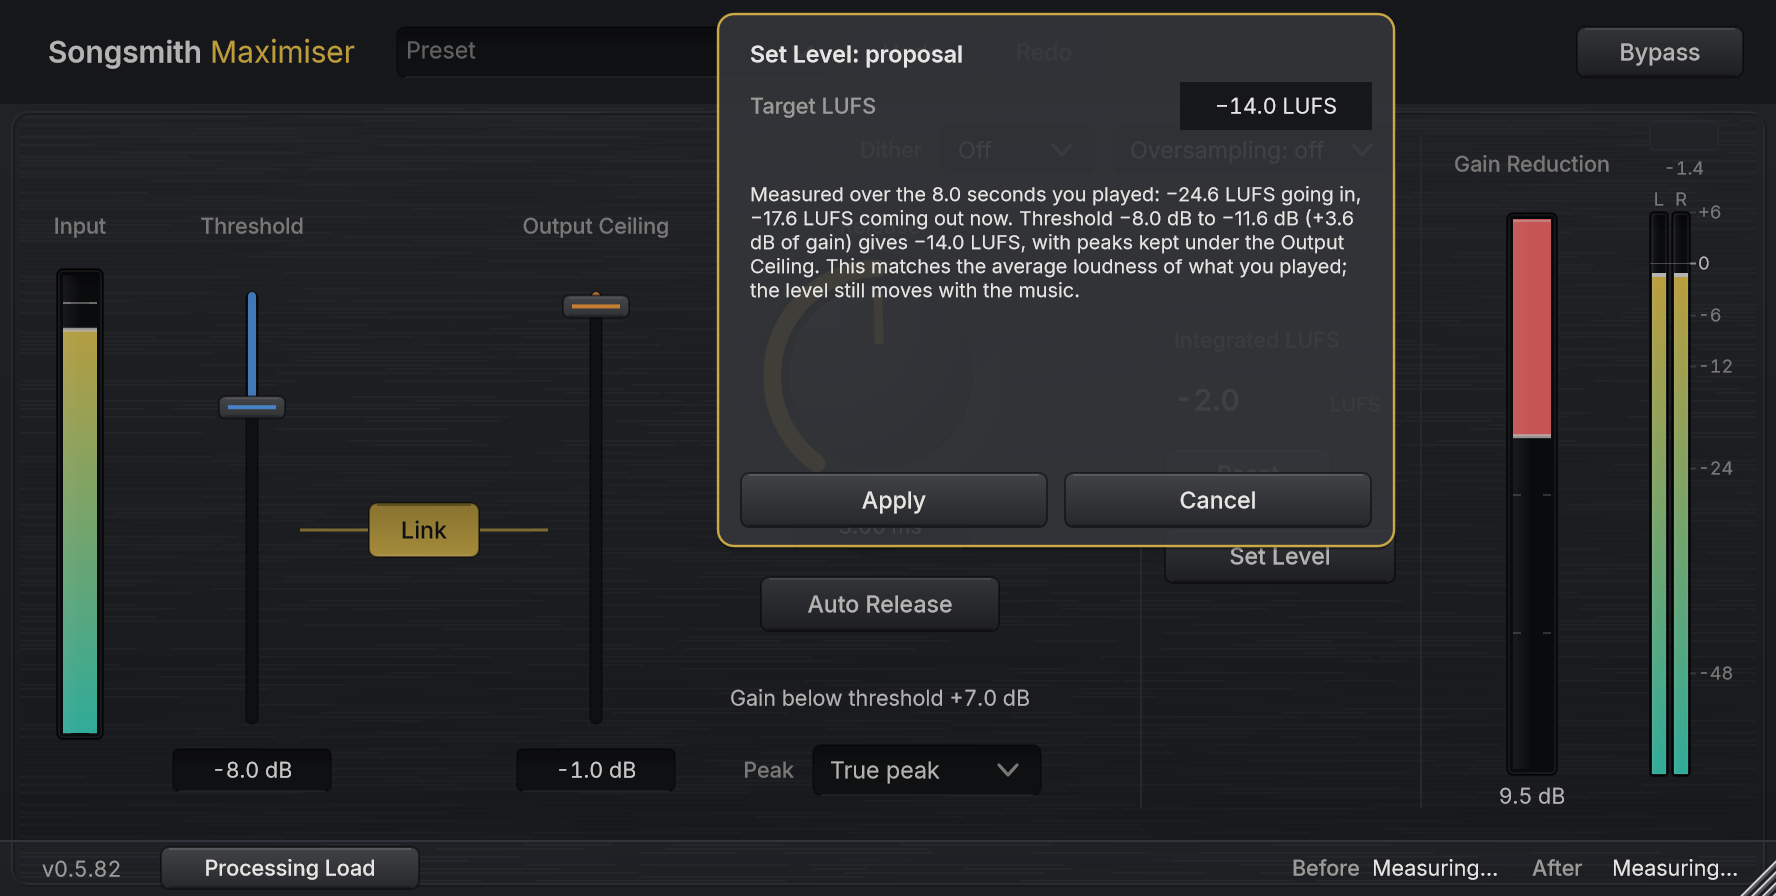 Songsmith Maximiser
Preset
Redo
Bypass
Set Level: proposal
Target LUFS
−14.0 LUFS
Dither
Off
Oversampling: off
Measured over the 8.0 seconds you played: −24.6 LUFS going in,
−17.6 LUFS coming out now. Threshold −8.0 dB to −11.6 dB (+3.6
dB of gain) gives −14.0 LUFS, with peaks kept under the Output
Ceiling. This matches the average loudness of what you played;
the level still moves with the music.
Integrated LUFS
-2.0
LUFS
Reset
Apply
Cancel
5.00 ms
Set Level
Input
Threshold
Output Ceiling
Link
Auto Release
Gain below threshold +7.0 dB
-8.0 dB
-1.0 dB
Peak
True peak
Gain Reduction
-1.4
L R
+6
0
-6
-12
-24
-48
9.5 dB
v0.5.82
Processing Load
Before Measuring...
After Measuring...